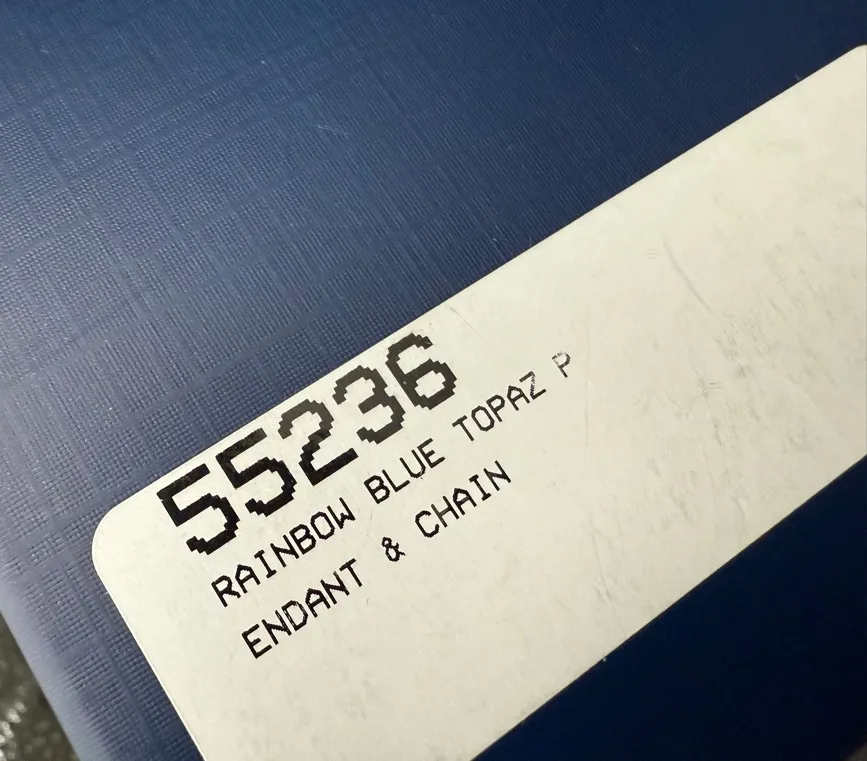 55236
RAINBOW BLUE TOPAZ P
ENDANT & CHAIN